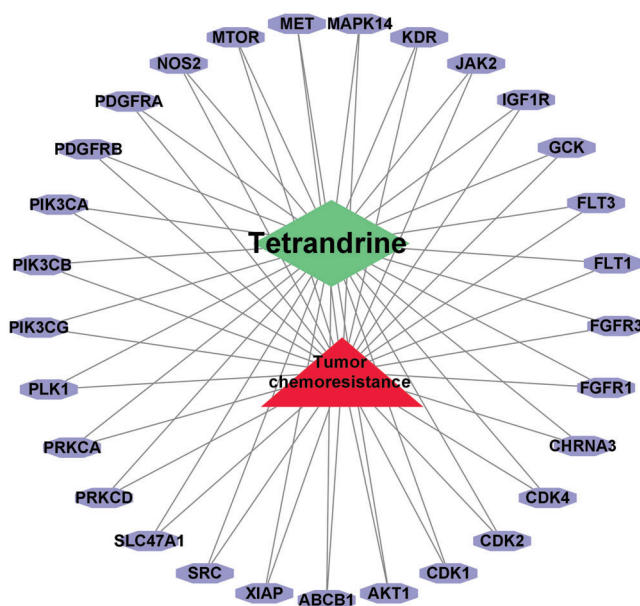 MET
MAPK14
MTOR
KDR
NOS2
JAK2
PDGFRA
IGF1R
PDGFRB
GCK
PIK3CA
FLT3
Tetrandrine
PIK3CB
FLT1
PIK3CG
FGFR3
Tumor
chemoresistance
PLK1
FGFR1
PRKCA
CHRNA3
PRKCD
CDK4
SLC47A1
CDK2
SRC
CDK1
XIAP
ABCB1
AKT1